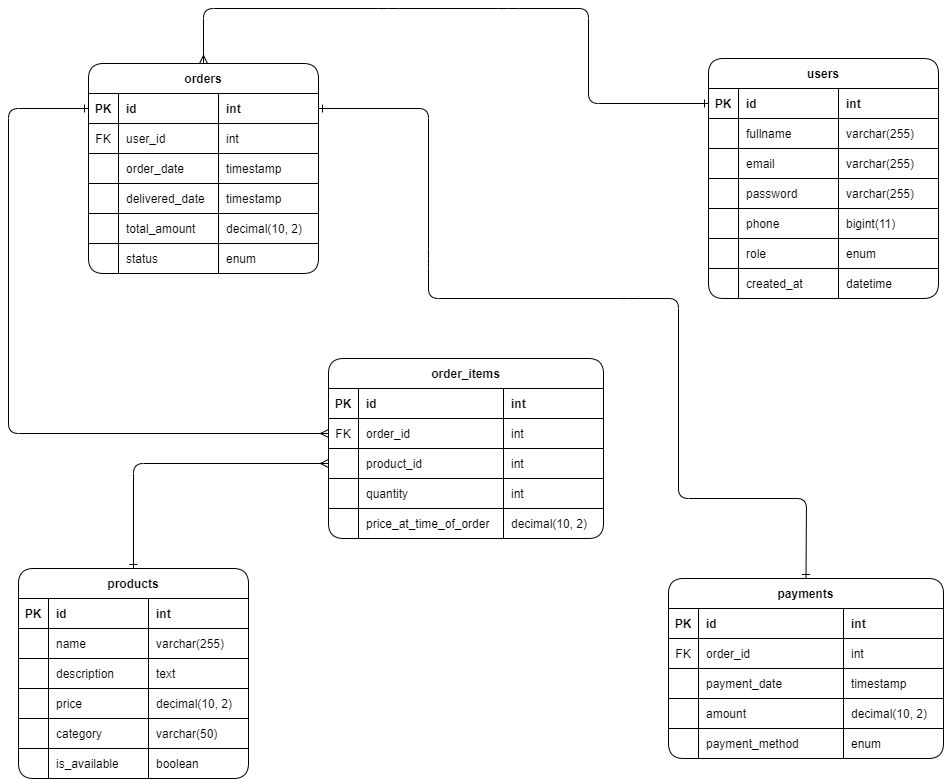 orders
PK id int
FK user_id int
order_date timestamp
delivered_date timestamp
total_amount decimal(10, 2)
status enum
users
PK id int
fullname varchar(255)
email varchar(255)
password varchar(255)
phone bigint(11)
role enum
created_at datetime
order_items
PK id int
FK order_id int
product_id int
quantity int
price_at_time_of_order decimal(10, 2)
products
PK id int
name varchar(255)
description text
price decimal(10, 2)
category varchar(50)
is_available boolean
payments
PK id int
FK order_id int
payment_date timestamp
amount decimal(10, 2)
payment_method enum